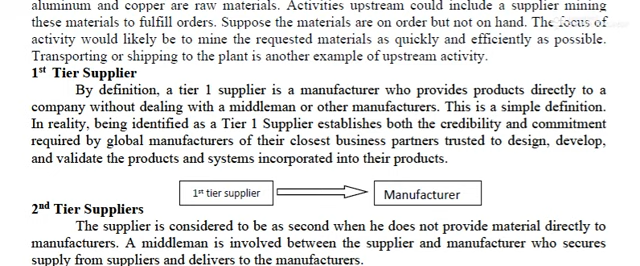 aluminum and copper are raw materials. Activities upstream could include a supplier mining
these materials to fulfill orders. Suppose the materials are on order but not on hand. The focus of
activity would likely be to mine the requested materials as quickly and efficiently as possible.
Transporting or shipping to the plant is another example of upstream activity.
1st Tier Supplier
By definition, a tier 1 supplier is a manufacturer who provides products directly to a
company without dealing with a middleman or other manufacturers. This is a simple definition.
In reality, being identified as a Tier 1 Supplier establishes both the credibility and commitment
required by global manufacturers of their closest business partners trusted to design, develop,
and validate the products and systems incorporated into their products.
1st tier supplier
Manufacturer
2nd Tier Suppliers
The supplier is considered to be as second when he does not provide material directly to
manufacturers. A middleman is involved between the supplier and manufacturer who secures
supply from suppliers and delivers to the manufacturers.